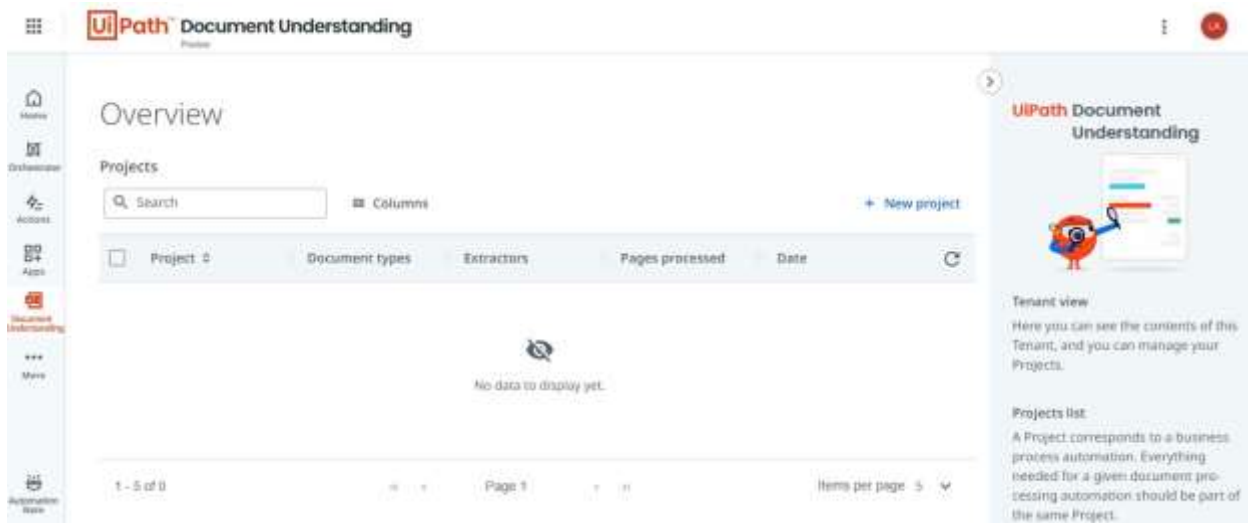 UiPath™ Document Understanding
Preview
Home
Orchestrator
Actions
Apps
Document
Understanding
More
Automation
Overview
Projects
Search
Columns
+ New project
Project
Document types
Extractors
Pages processed
Date
No data to display yet.
1 - 5 of 0
Page 1
Items per page 5
UiPath Document
Understanding
Tenant view
Here you can see the contents of this
Tenant, and you can manage your
Projects.
Projects list
A Project corresponds to a business
process automation. Everything
needed for a given document pro-
cessing automation should be part of
the same Project.